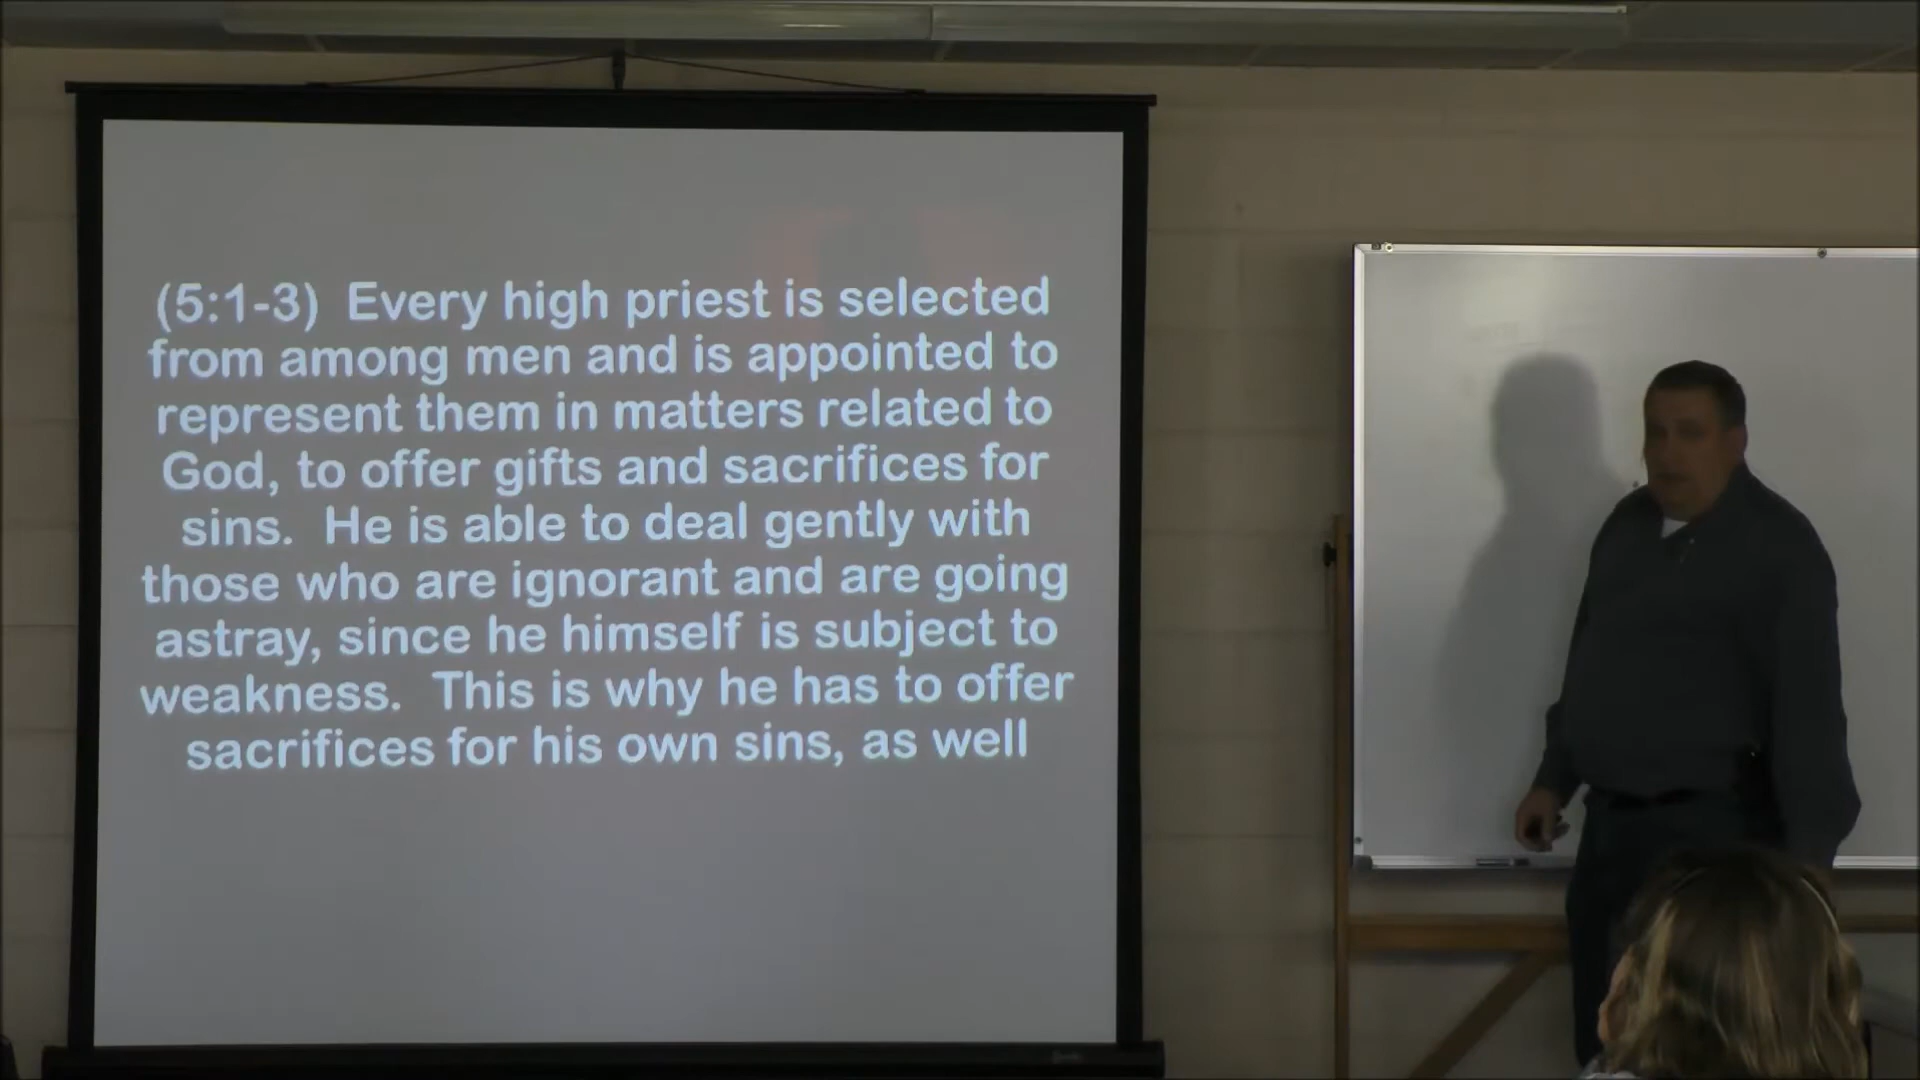 (5:1-3) Every high priest is selected
from among men and is appointed to
represent them in matters related to
God, to offer gifts and sacrifices for
sins. He is able to deal gently with
those who are ignorant and are going
astray, since he himself is subject to
weakness. This is why he has to offer
sacrifices for his own sins, as well